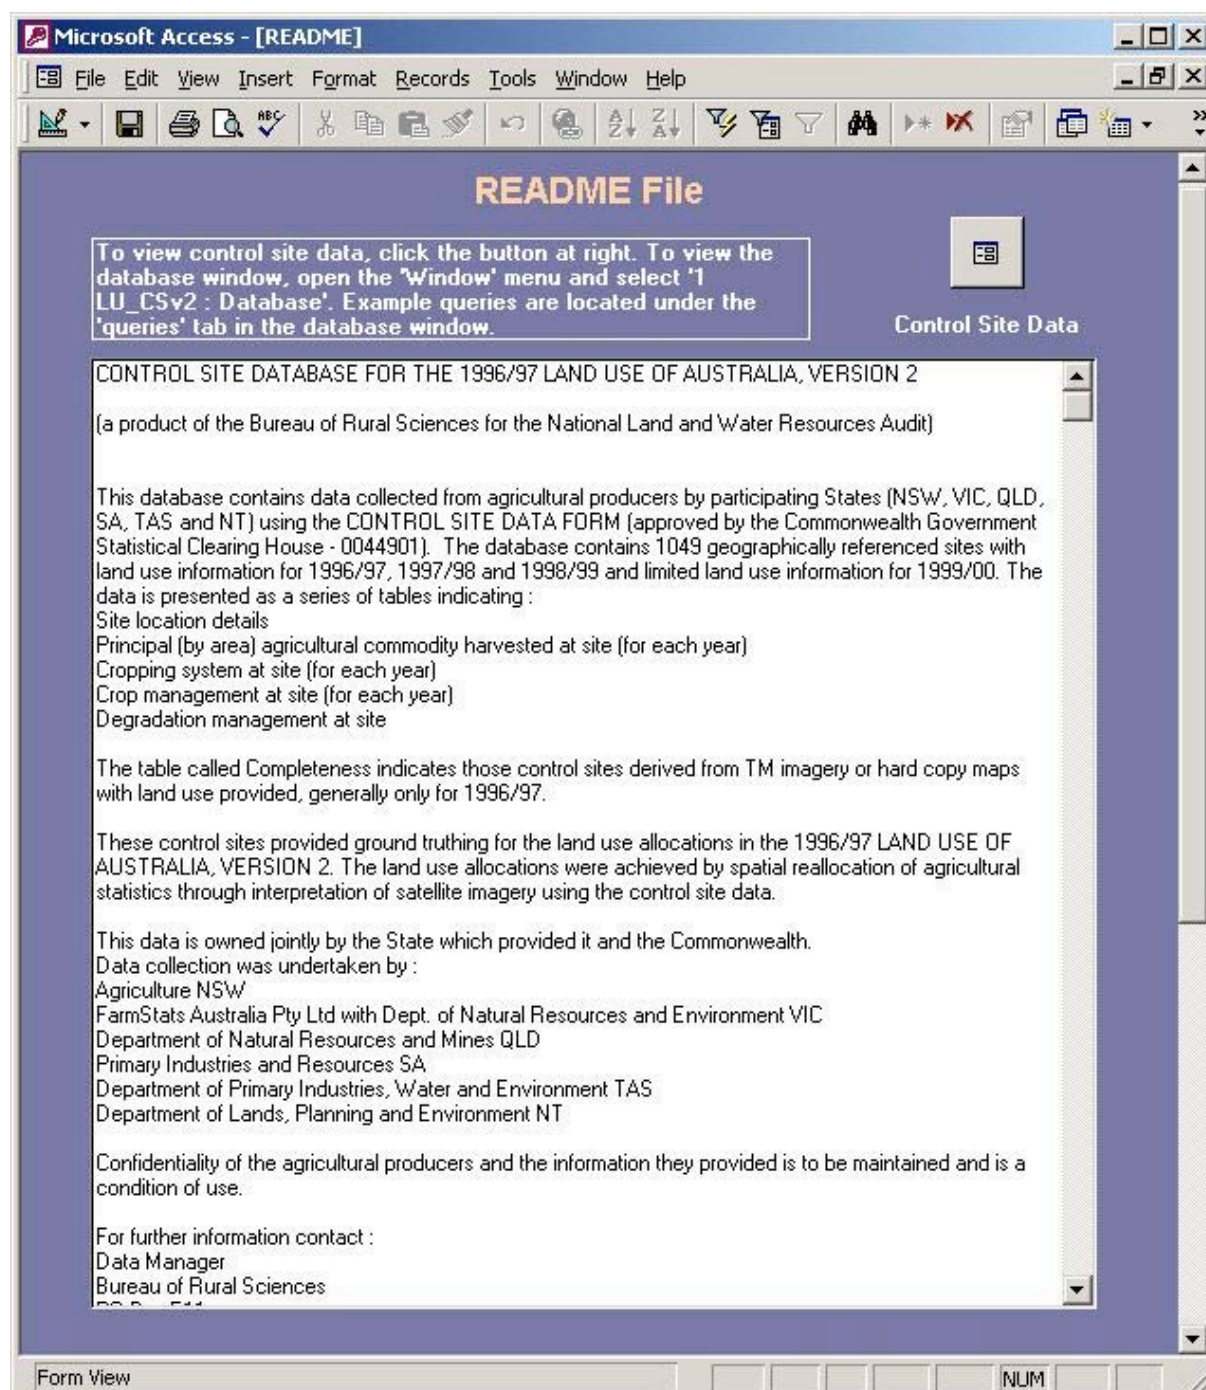 Microsoft Access - [README]
File Edit View Insert Format Records Tools Window Help
ABC
README File
To view control site data, click the button at right. To view the
database window, open the 'Window' menu and select '1
LU_CSv2 : Database'. Example queries are located under the
'queries' tab in the database window.
Control Site Data
CONTROL SITE DATABASE FOR THE 1996/97 LAND USE OF AUSTRALIA, VERSION 2
(a product of the Bureau of Rural Sciences for the National Land and Water Resources Audit)
This database contains data collected from agricultural producers by participating States (NSW, VIC, QLD,
SA, TAS and NT) using the CONTROL SITE DATA FORM (approved by the Commonwealth Government
Statistical Clearing House - 0044901). The database contains 1049 geographically referenced sites with
land use information for 1996/97, 1997/98 and 1998/99 and limited land use information for 1999/00. The
data is presented as a series of tables indicating :
Site location details
Principal (by area) agricultural commodity harvested at site (for each year)
Cropping system at site (for each year)
Crop management at site (for each year)
Degradation management at site
The table called Completeness indicates those control sites derived from TM imagery or hard copy maps
with land use provided, generally only for 1996/97.
These control sites provided ground truthing for the land use allocations in the 1996/97 LAND USE OF
AUSTRALIA, VERSION 2. The land use allocations were achieved by spatial reallocation of agricultural
statistics through interpretation of satellite imagery using the control site data.
This data is owned jointly by the State which provided it and the Commonwealth.
Data collection was undertaken by :
Agriculture NSW
FarmStats Australia Pty Ltd with Dept. of Natural Resources and Environment VIC
Department of Natural Resources and Mines QLD
Primary Industries and Resources SA
Department of Primary Industries, Water and Environment TAS
Department of Lands, Planning and Environment NT
Confidentiality of the agricultural producers and the information they provided is to be maintained and is a
condition of use.
For further information contact :
Data Manager
Bureau of Rural Sciences
Form View
NUM